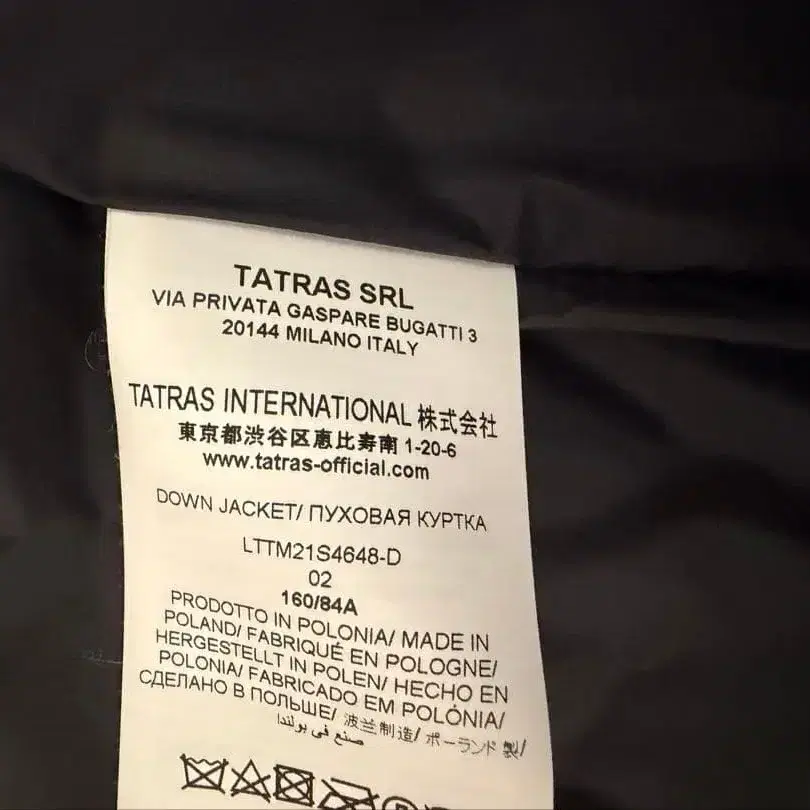 TATRAS SRL
VIA PRIVATA GASPARE BUGATTI 3
20144 MILANO ITALY
TATRAS INTERNATIONAL 株式会社
東京都渋谷区恵比寿南 1-20-6
www.tatras-official.com
DOWN JACKET/ ПУХОВАЯ КУРТКА
LTTM21S4648-D
02
160/84A
PRODOTTO IN POLONIA/ MADE IN
POLAND/ FABRIQUÉ EN POLOGNE/
HERGESTELLT IN POLEN/ HECHO EN
POLONIA/ FABRICADO EM POLÓNIA/
СДЕЛАНО В ПОЛЬШЕ/ 波兰制造/ ポーランド 製/
صنع في بولندا